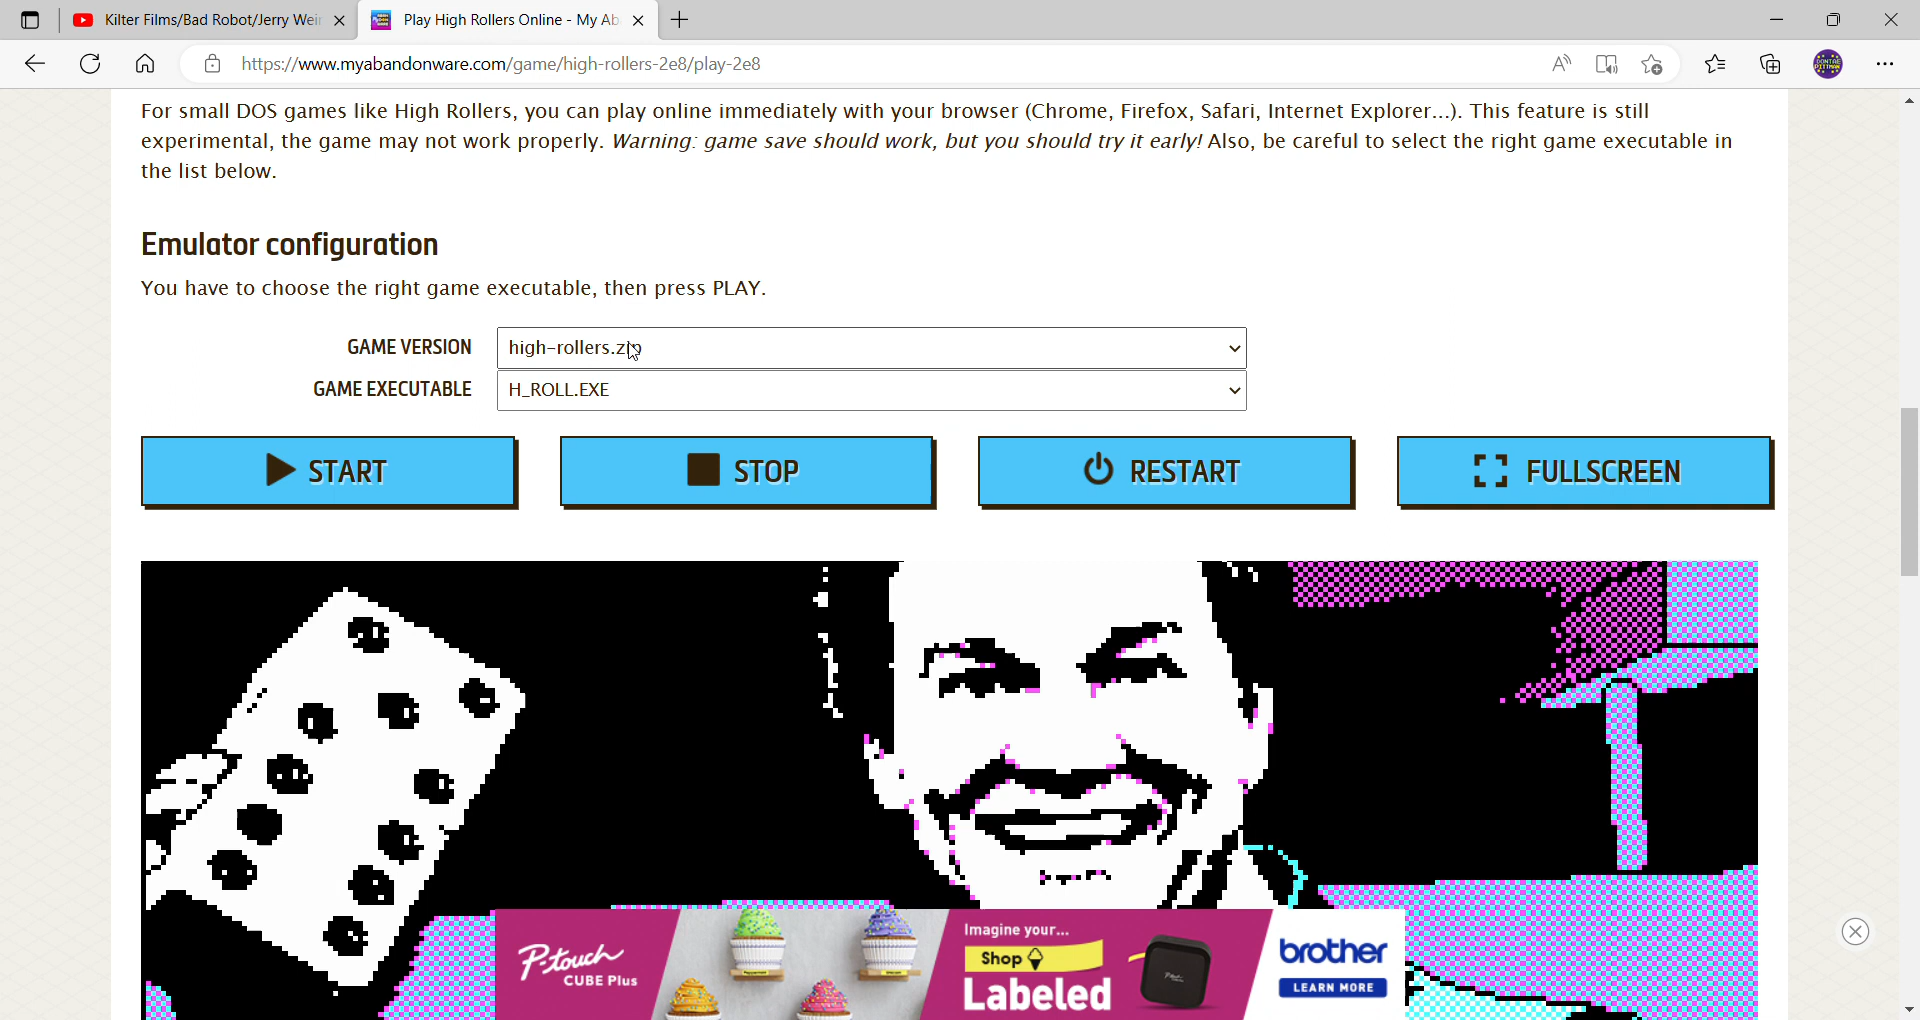 Kilter Films/Bad Robot/Jerry Wei
Play High Rollers Online - My Ab
https://www.myabandonware.com/game/high-rollers-2e8/play-2e8
DONTAE
PITTMAN
For small DOS games like High Rollers, you can play online immediately with your browser (Chrome, Firefox, Safari, Internet Explorer...). This feature is still
experimental, the game may not work properly. Warning: game save should work, but you should try it early! Also, be careful to select the right game executable in
the list below.
Emulator configuration
You have to choose the right game executable, then press PLAY.
GAME VERSION high-rollers.zip
GAME EXECUTABLE H_ROLL.EXE
START STOP RESTART FULLSCREEN
P-touch
CUBE Plus
Imagine your...
Shop
Labeled
brother
LEARN MORE